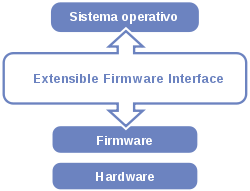 Sistema operativo
Extensible Firmware Interface
Firmware
Hardware